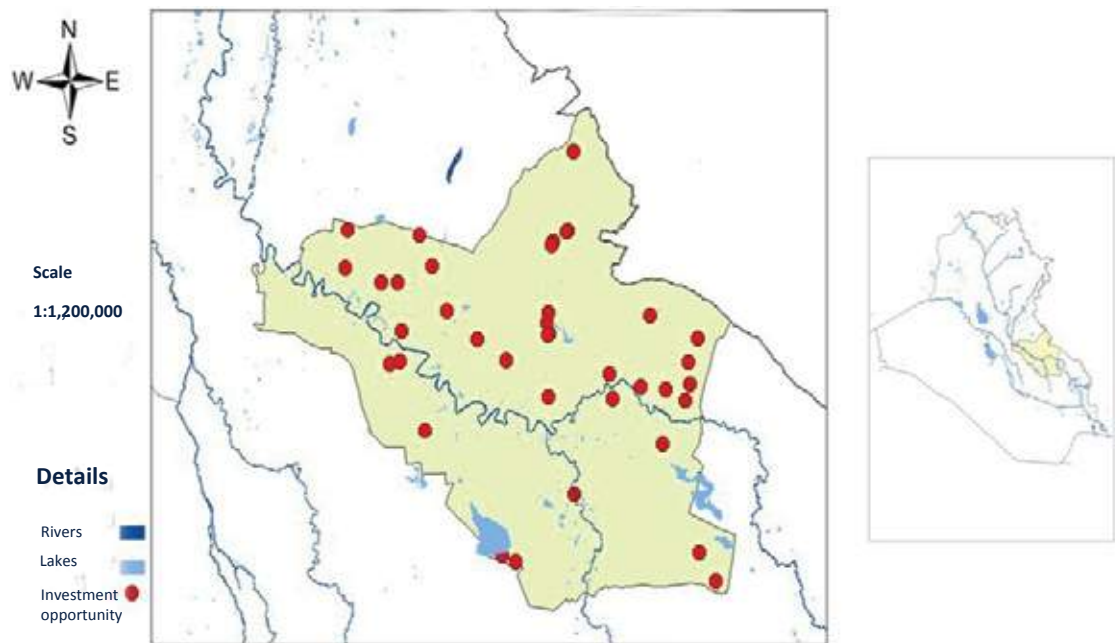 N
W E
S
Scale
1:1,200,000
Details
Rivers
Lakes
Investment
opportunity